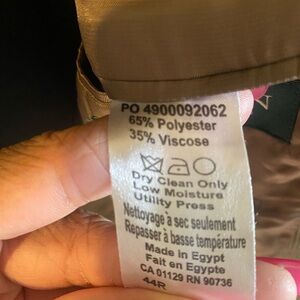 PO 4900092062
65% Polyester
35% Viscose
Dry Clean Only
Low Moisture
Utility Press
Nettoyage à sec seulement
Repasser à basse température
Made in Egypt
Fait en Egypte
CA 01129 RN 90736
44R